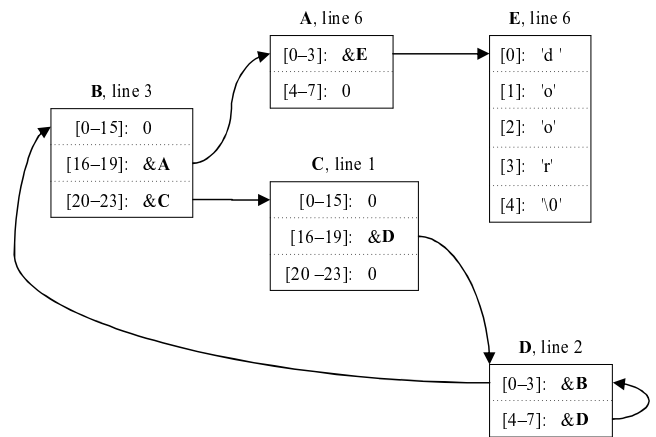 A, line 6
[0–3]: &E
[4–7]: 0
E, line 6
[0]: 'd '
[1]: 'o'
[2]: 'o'
[3]: 'r'
[4]: '\0'
B, line 3
[0–15]: 0
[16–19]: &A
[20–23]: &C
C, line 1
[0–15]: 0
[16–19]: &D
[20 –23]: 0
D, line 2
[0–3]: &B
[4–7]: &D